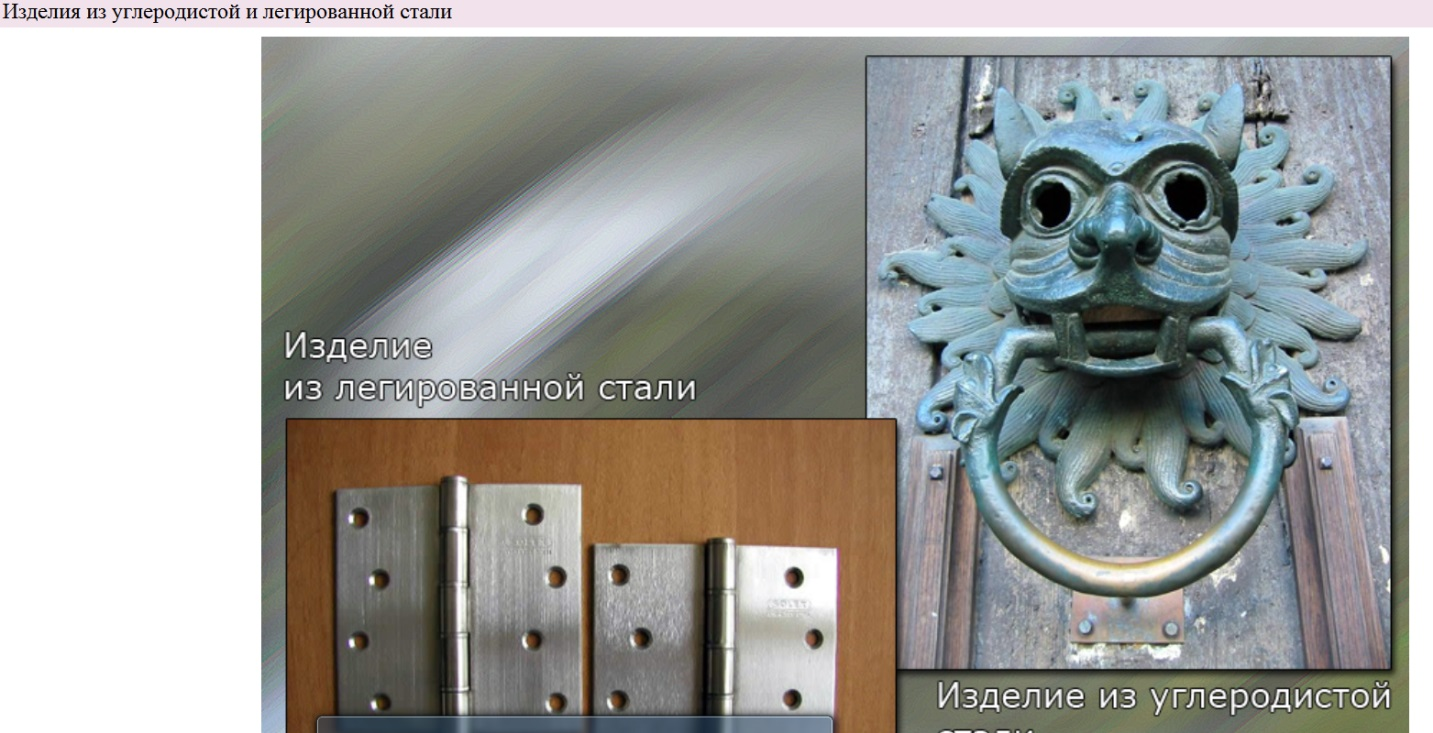 Изделия из углеродистой и легированной стали
Изделие
из легированной стали
Изделие из углеродистой